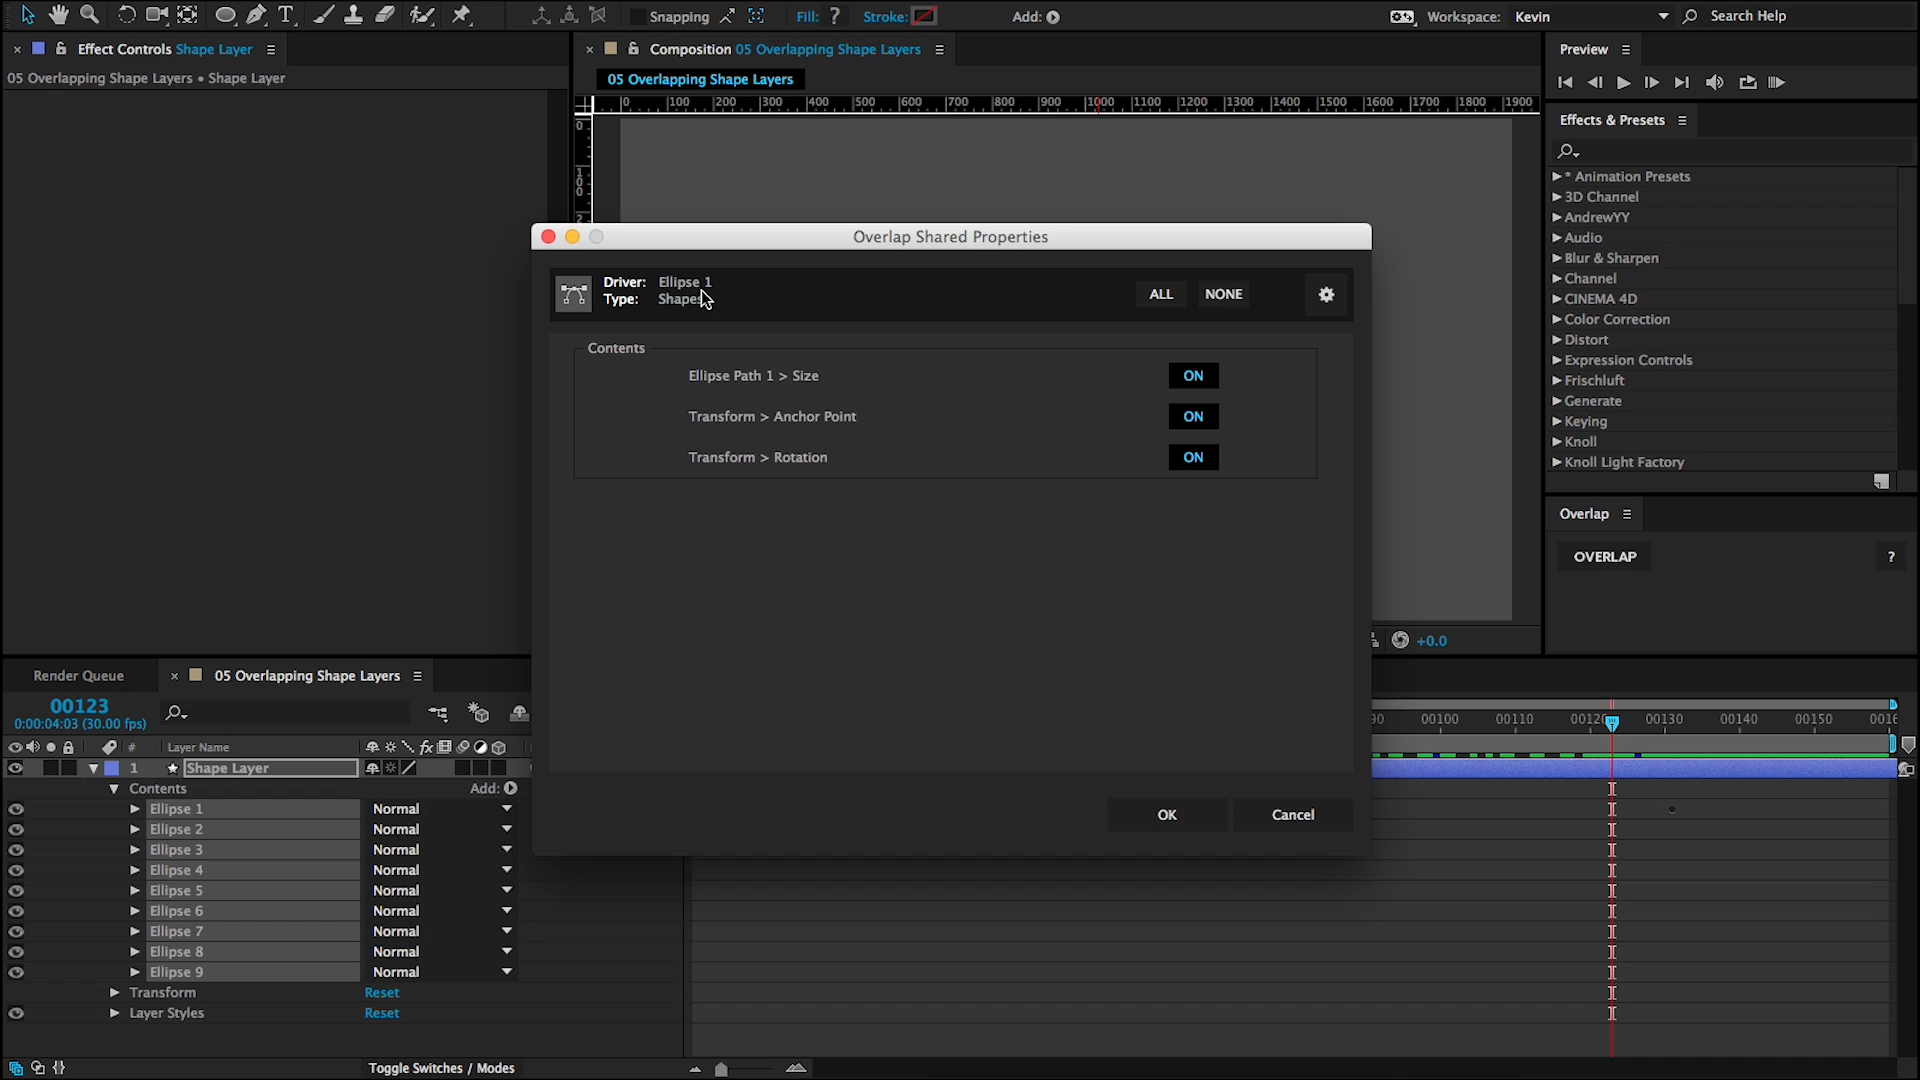 Snapping
Fill: ?
Stroke:
Add:
Workspace: Kevin
Search Help
Effect Controls Shape Layer
Composition 05 Overlapping Shape Layers
Preview
05 Overlapping Shape Layers • Shape Layer
05 Overlapping Shape Layers
0 100 200 300 400 500 600 700 800 900 1000 1100 1200 1300 1400 1500 1600 1700 1800 1900
0
100
2
Effects & Presets
* Animation Presets
3D Channel
AndrewYY
Audio
Blur & Sharpen
Channel
CINEMA 4D
Color Correction
Distort
Expression Controls
Frischluft
Generate
Keying
Knoll
Knoll Light Factory
Overlap
OVERLAP
?
Overlap Shared Properties
Driver: Ellipse 1
Type: Shapes
ALL
NONE
Contents
Ellipse Path 1 > Size
ON
Transform > Anchor Point
ON
Transform > Rotation
ON
OK
Cancel
+0.0
Render Queue
05 Overlapping Shape Layers
00123
0:00:04:03 (30.00 fps)
90 00100 00110 0012 00130 00140 00150 0016
# Layer Name
fx
1 Shape Layer
Contents
Add:
Ellipse 1 Normal
Ellipse 2 Normal
Ellipse 3 Normal
Ellipse 4 Normal
Ellipse 5 Normal
Ellipse 6 Normal
Ellipse 7 Normal
Ellipse 8 Normal
Ellipse 9 Normal
Transform Reset
Layer Styles Reset
Toggle Switches / Modes